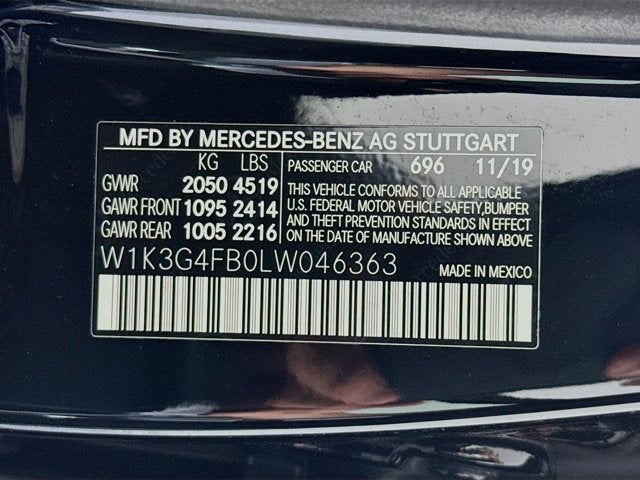 MFD BY MERCEDES-BENZ AG STUTTGART
KG LBS
GVWR 2050 4519
GAWR FRONT 1095 2414
GAWR REAR 1005 2216
PASSENGER CAR 696 11/19
THIS VEHICLE CONFORMS TO ALL APPLICABLE
U.S. FEDERAL MOTOR VEHICLE SAFETY, BUMPER
AND THEFT PREVENTION STANDARDS IN EFFECT
ON THE DATE OF MANUFACTURE SHOWN ABOVE.
W1K3G4FB0LW046363
MADE IN MEXICO